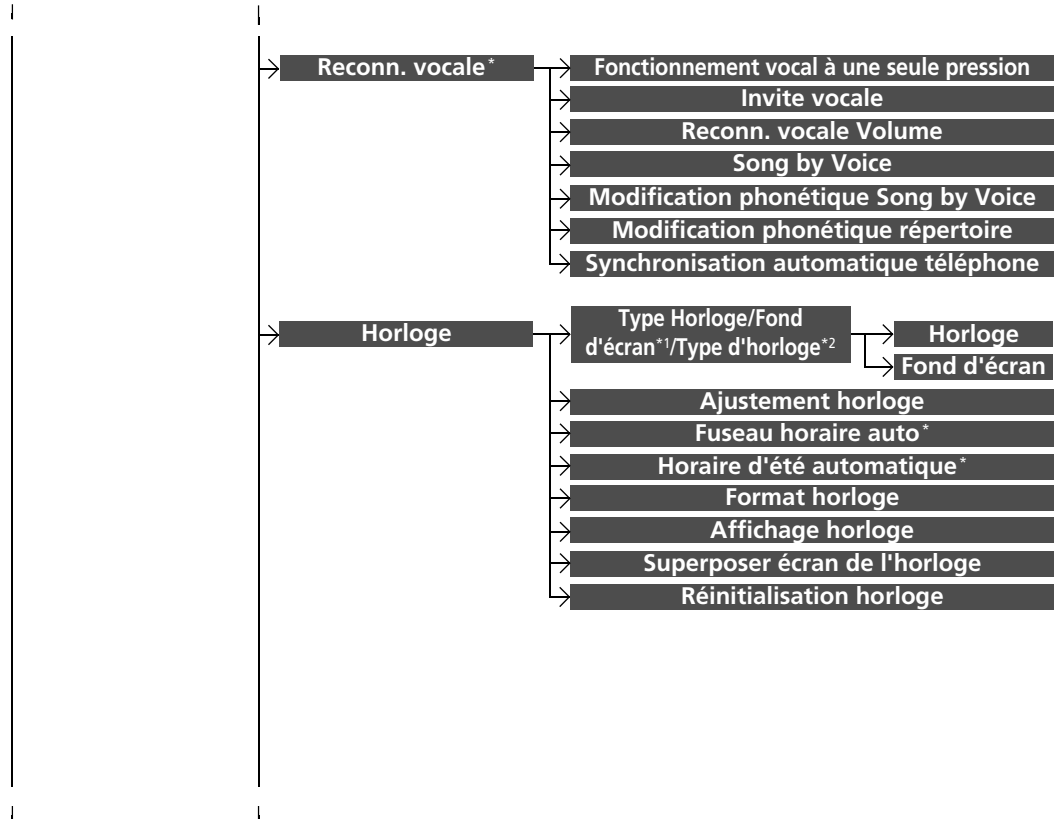 Reconn. vocale*
Fonctionnement vocal à une seule pression
Invite vocale
Reconn. vocale Volume
Song by Voice
Modification phonétique Song by Voice
Modification phonétique répertoire
Synchronisation automatique téléphone
Horloge
Type Horloge/Fond
d'écran*1/Type d'horloge*2
Horloge
Fond d'écran
Ajustement horloge
Fuseau horaire auto*
Horaire d'été automatique*
Format horloge
Affichage horloge
Superposer écran de l'horloge
Réinitialisation horloge